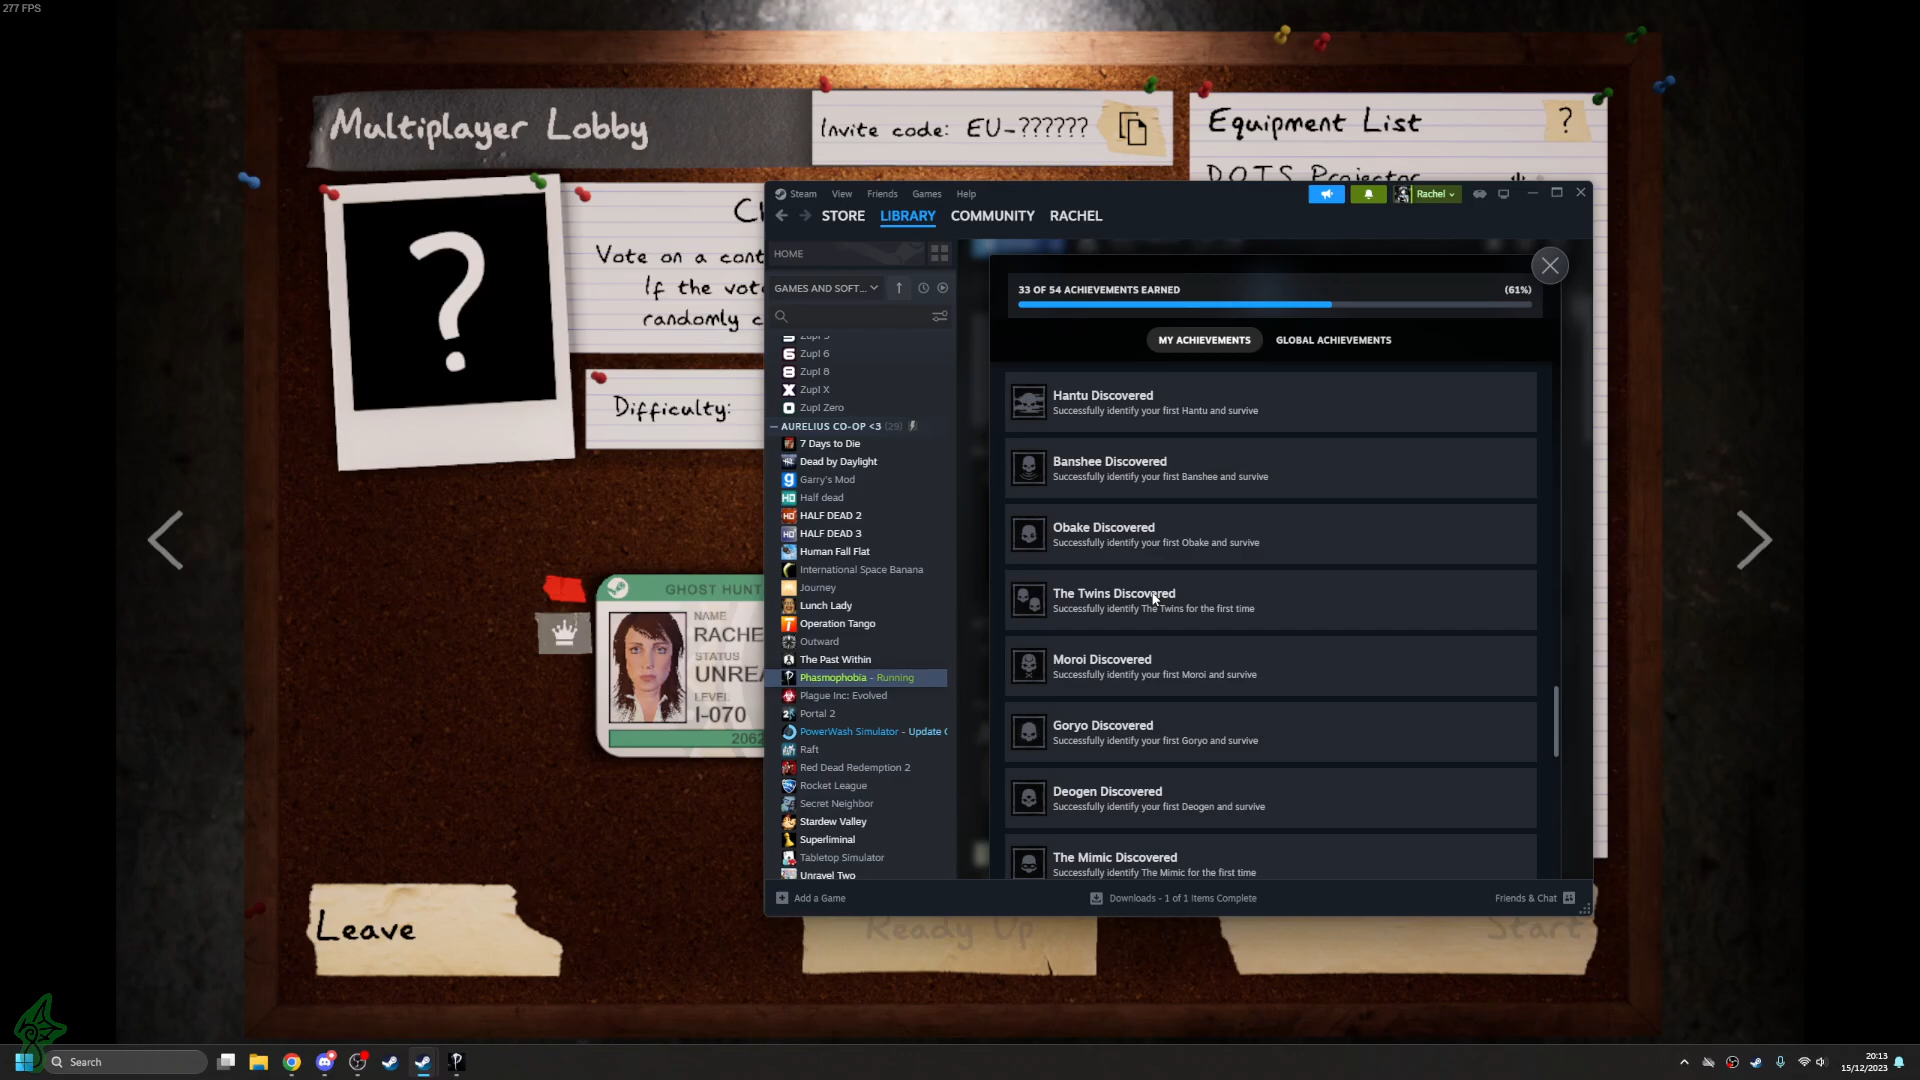 277 FPS
Multiplayer Lobby
Invite code: EU-??????
Equipment List
?
DOTS Projector
?
Vote on a cont
If the vote
randomly c
Difficulty:
GHOST HUNT
NAME
RACHE
STATUS
UNREA
LEVEL
I-070
2062
Leave
Ready Up
Start
Steam
View
Friends
Games
Help
Rachel
STORE
LIBRARY
COMMUNITY
RACHEL
HOME
GAMES AND SOFT...
Zupl 6
Zupl 8
Zupl X
Zupl Zero
AURELIUS CO-OP <3 (29)
7 Days to Die
Dead by Daylight
Garry's Mod
Half dead
HALF DEAD 2
HALF DEAD 3
Human Fall Flat
International Space Banana
Journey
Lunch Lady
Operation Tango
Outward
The Past Within
Phasmophobia - Running
Plague Inc: Evolved
Portal 2
PowerWash Simulator - Update
Raft
Red Dead Redemption 2
Rocket League
Secret Neighbor
Stardew Valley
Superliminal
Tabletop Simulator
Unravel Two
33 OF 54 ACHIEVEMENTS EARNED
(61%)
MY ACHIEVEMENTS
GLOBAL ACHIEVEMENTS
Hantu Discovered
Successfully identify your first Hantu and survive
Banshee Discovered
Successfully identify your first Banshee and survive
Obake Discovered
Successfully identify your first Obake and survive
The Twins Discovered
Successfully identify The Twins for the first time
Moroi Discovered
Successfully identify your first Moroi and survive
Goryo Discovered
Successfully identify your first Goryo and survive
Deogen Discovered
Successfully identify your first Deogen and survive
The Mimic Discovered
Successfully identify The Mimic for the first time
Add a Game
Downloads - 1 of 1 Items Complete
Friends & Chat
Search
20:13
15/12/2023